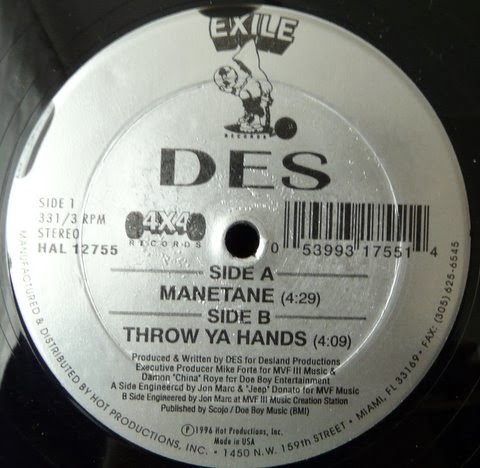 EXILE
RECORDS
DES
SIDE 1
33 1/3 RPM
STEREO
HAL 12755
4X4
RECORDS
0 53993 17551 4
SIDE A
MANETANE (4:29)
SIDE B
THROW YA HANDS (4:09)
Produced & Written by DES for Desland Productions
Executive Producer Mike Forte for MVF III Music &
Damon "China" Roye for Doe Boy Entertainment
A Side Engineered by Jon Marc & "Jeep" Donato for MVF Music
B Side Engineered by Jon Marc at MVF III Music Creation Station
Published by Scojo / Doe Boy Music (BMI)
℗© 1996 Hot Productions, Inc.
Made in USA
MANUFACTURED & DISTRIBUTED BY HOT PRODUCTIONS, INC. • 1450 N.W. 159th STREET • MIAMI, FL 33169 • FAX: (305) 625-6545